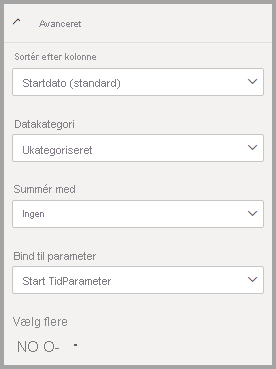 Avanceret
Sortér efter kolonne
Startdato (standard)
Datakategori
Ukategoriseret
Summér med
Ingen
Bind til parameter
Start TidParameter
Vælg flere
NO O-